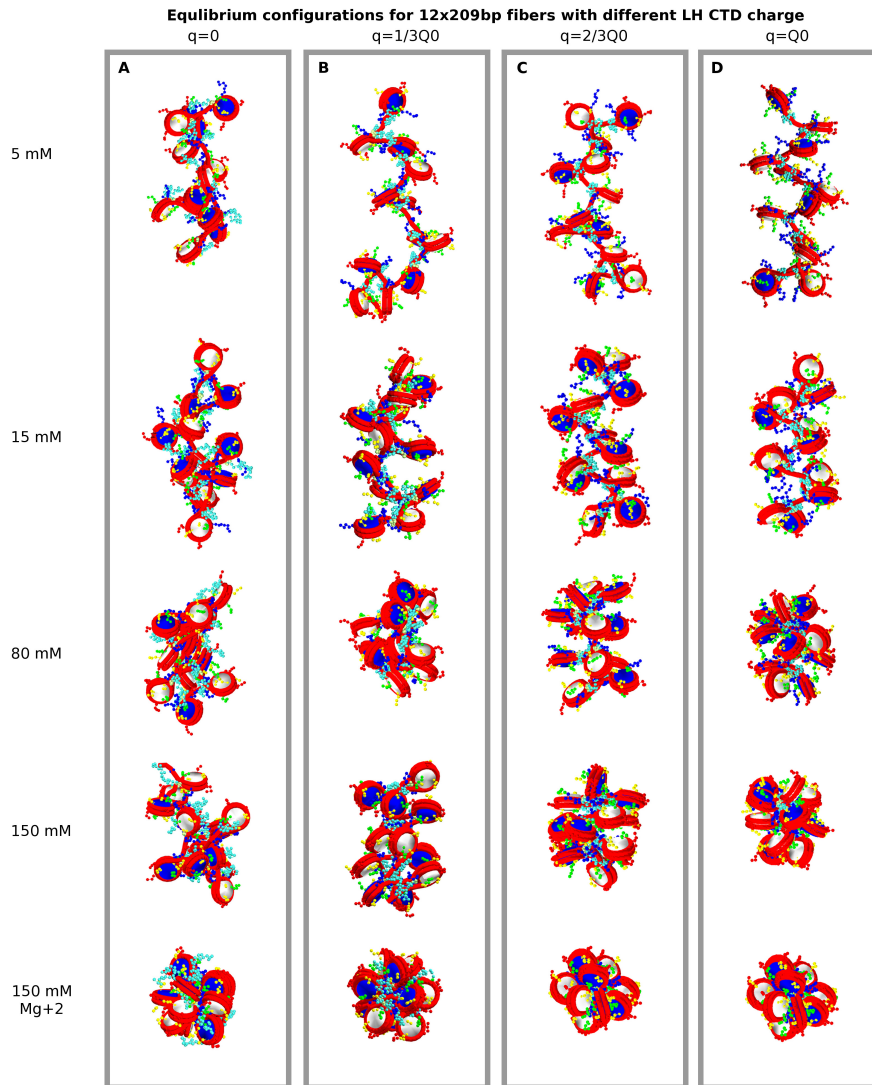 Equlibrium configurations for 12x209bp fibers with different LH CTD charge
q=0 q=1/3Q0 q=2/3Q0 q=Q0
A B C D
5 mM
15 mM
80 mM
150 mM
150 mM
Mg+2